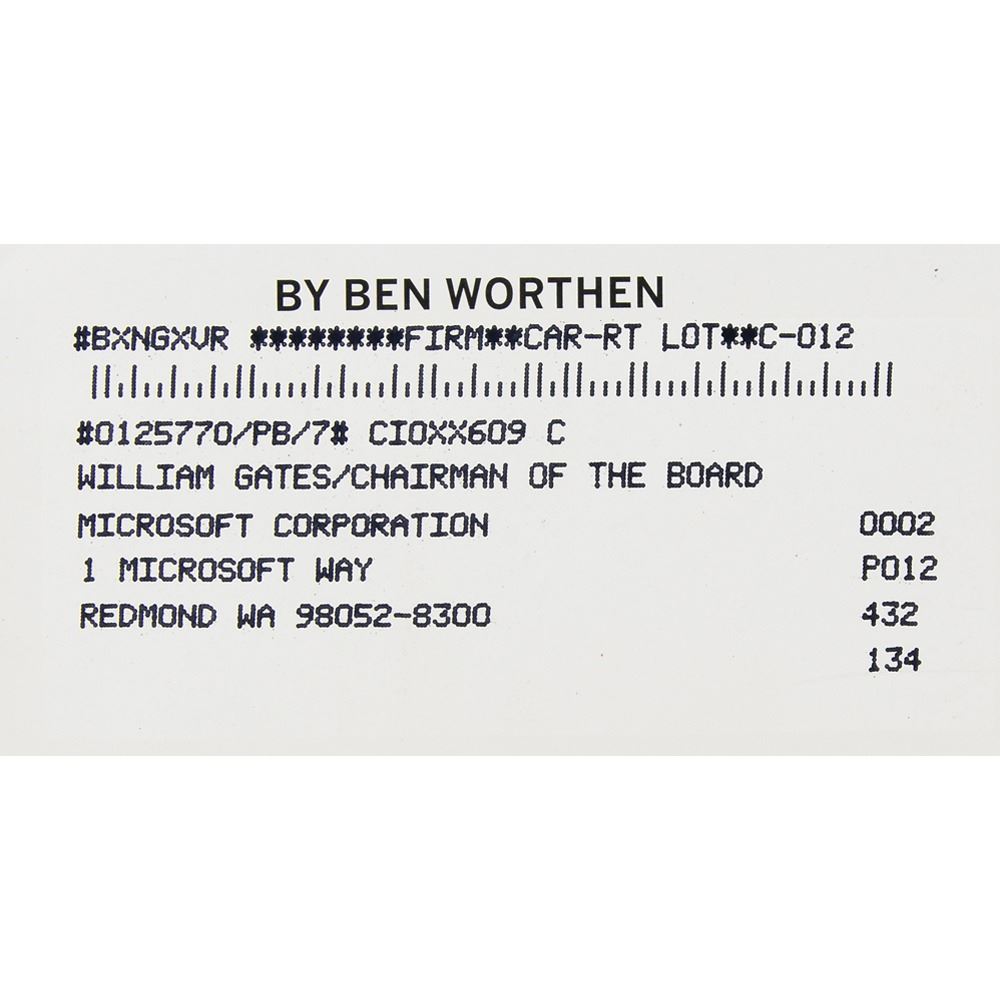 BY BEN WORTHEN
#BXNGXVR ********FIRM**CAR-RT LOT**C-012
#0125770/PB/7# CIOXX609 C
WILLIAM GATES/CHAIRMAN OF THE BOARD
MICROSOFT CORPORATION 0002
1 MICROSOFT WAY P012
REDMOND WA 98052-8300 432
134